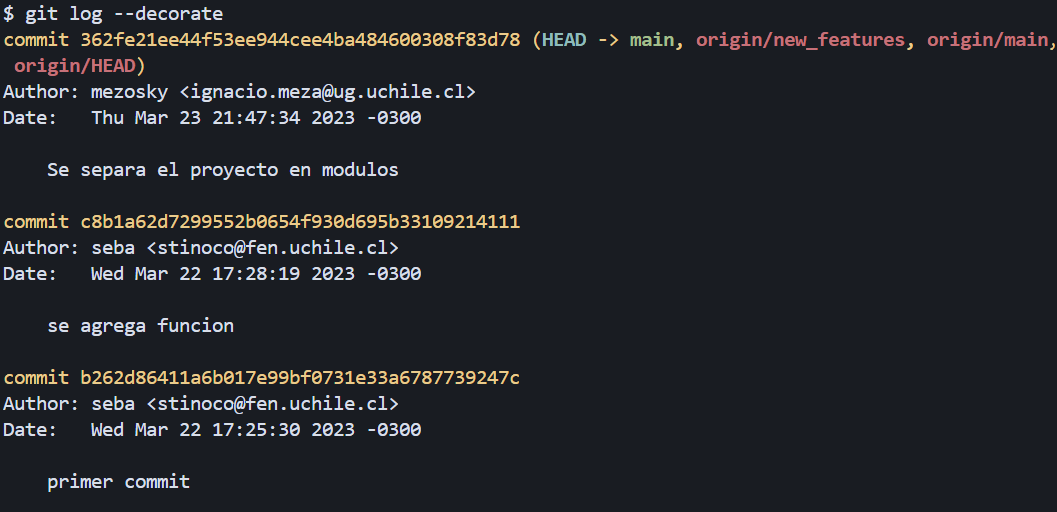 $ git log --decorate
commit 362fe21ee44f53ee944cee4ba484600308f83d78 (HEAD -> main, origin/new_features, origin/main,
origin/HEAD)
Author: mezosky <ignacio.meza@ug.uchile.cl>
Date:   Thu Mar 23 21:47:34 2023 -0300
Se separa el proyecto en modulos
commit c8b1a62d7299552b0654f930d695b33109214111
Author: seba <stinoco@fen.uchile.cl>
Date:   Wed Mar 22 17:28:19 2023 -0300
se agrega funcion
commit b262d86411a6b017e99bf0731e33a6787739247c
Author: seba <stinoco@fen.uchile.cl>
Date:   Wed Mar 22 17:25:30 2023 -0300
primer commit